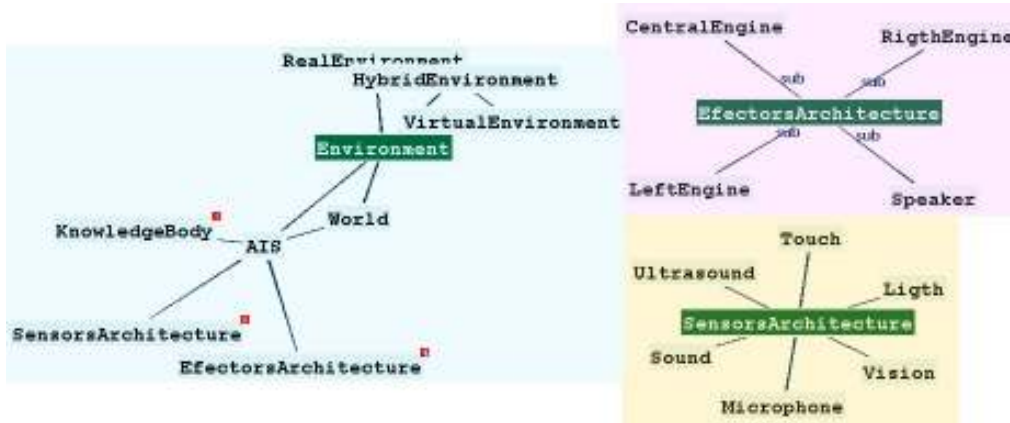 RealEnvironment
HybridEnvironment
VirtualEnvironment
Environment
World
KnowledgeBody
AIS
SensorsArchitecture
EfectorsArchitecture
CentralEngine
RigthEngine
sub
sub
EfectorsArchitecture
sub
sub
LeftEngine
Speaker
Touch
Ultrasound
Ligth
SensorsArchitecture
Sound
Vision
Microphone